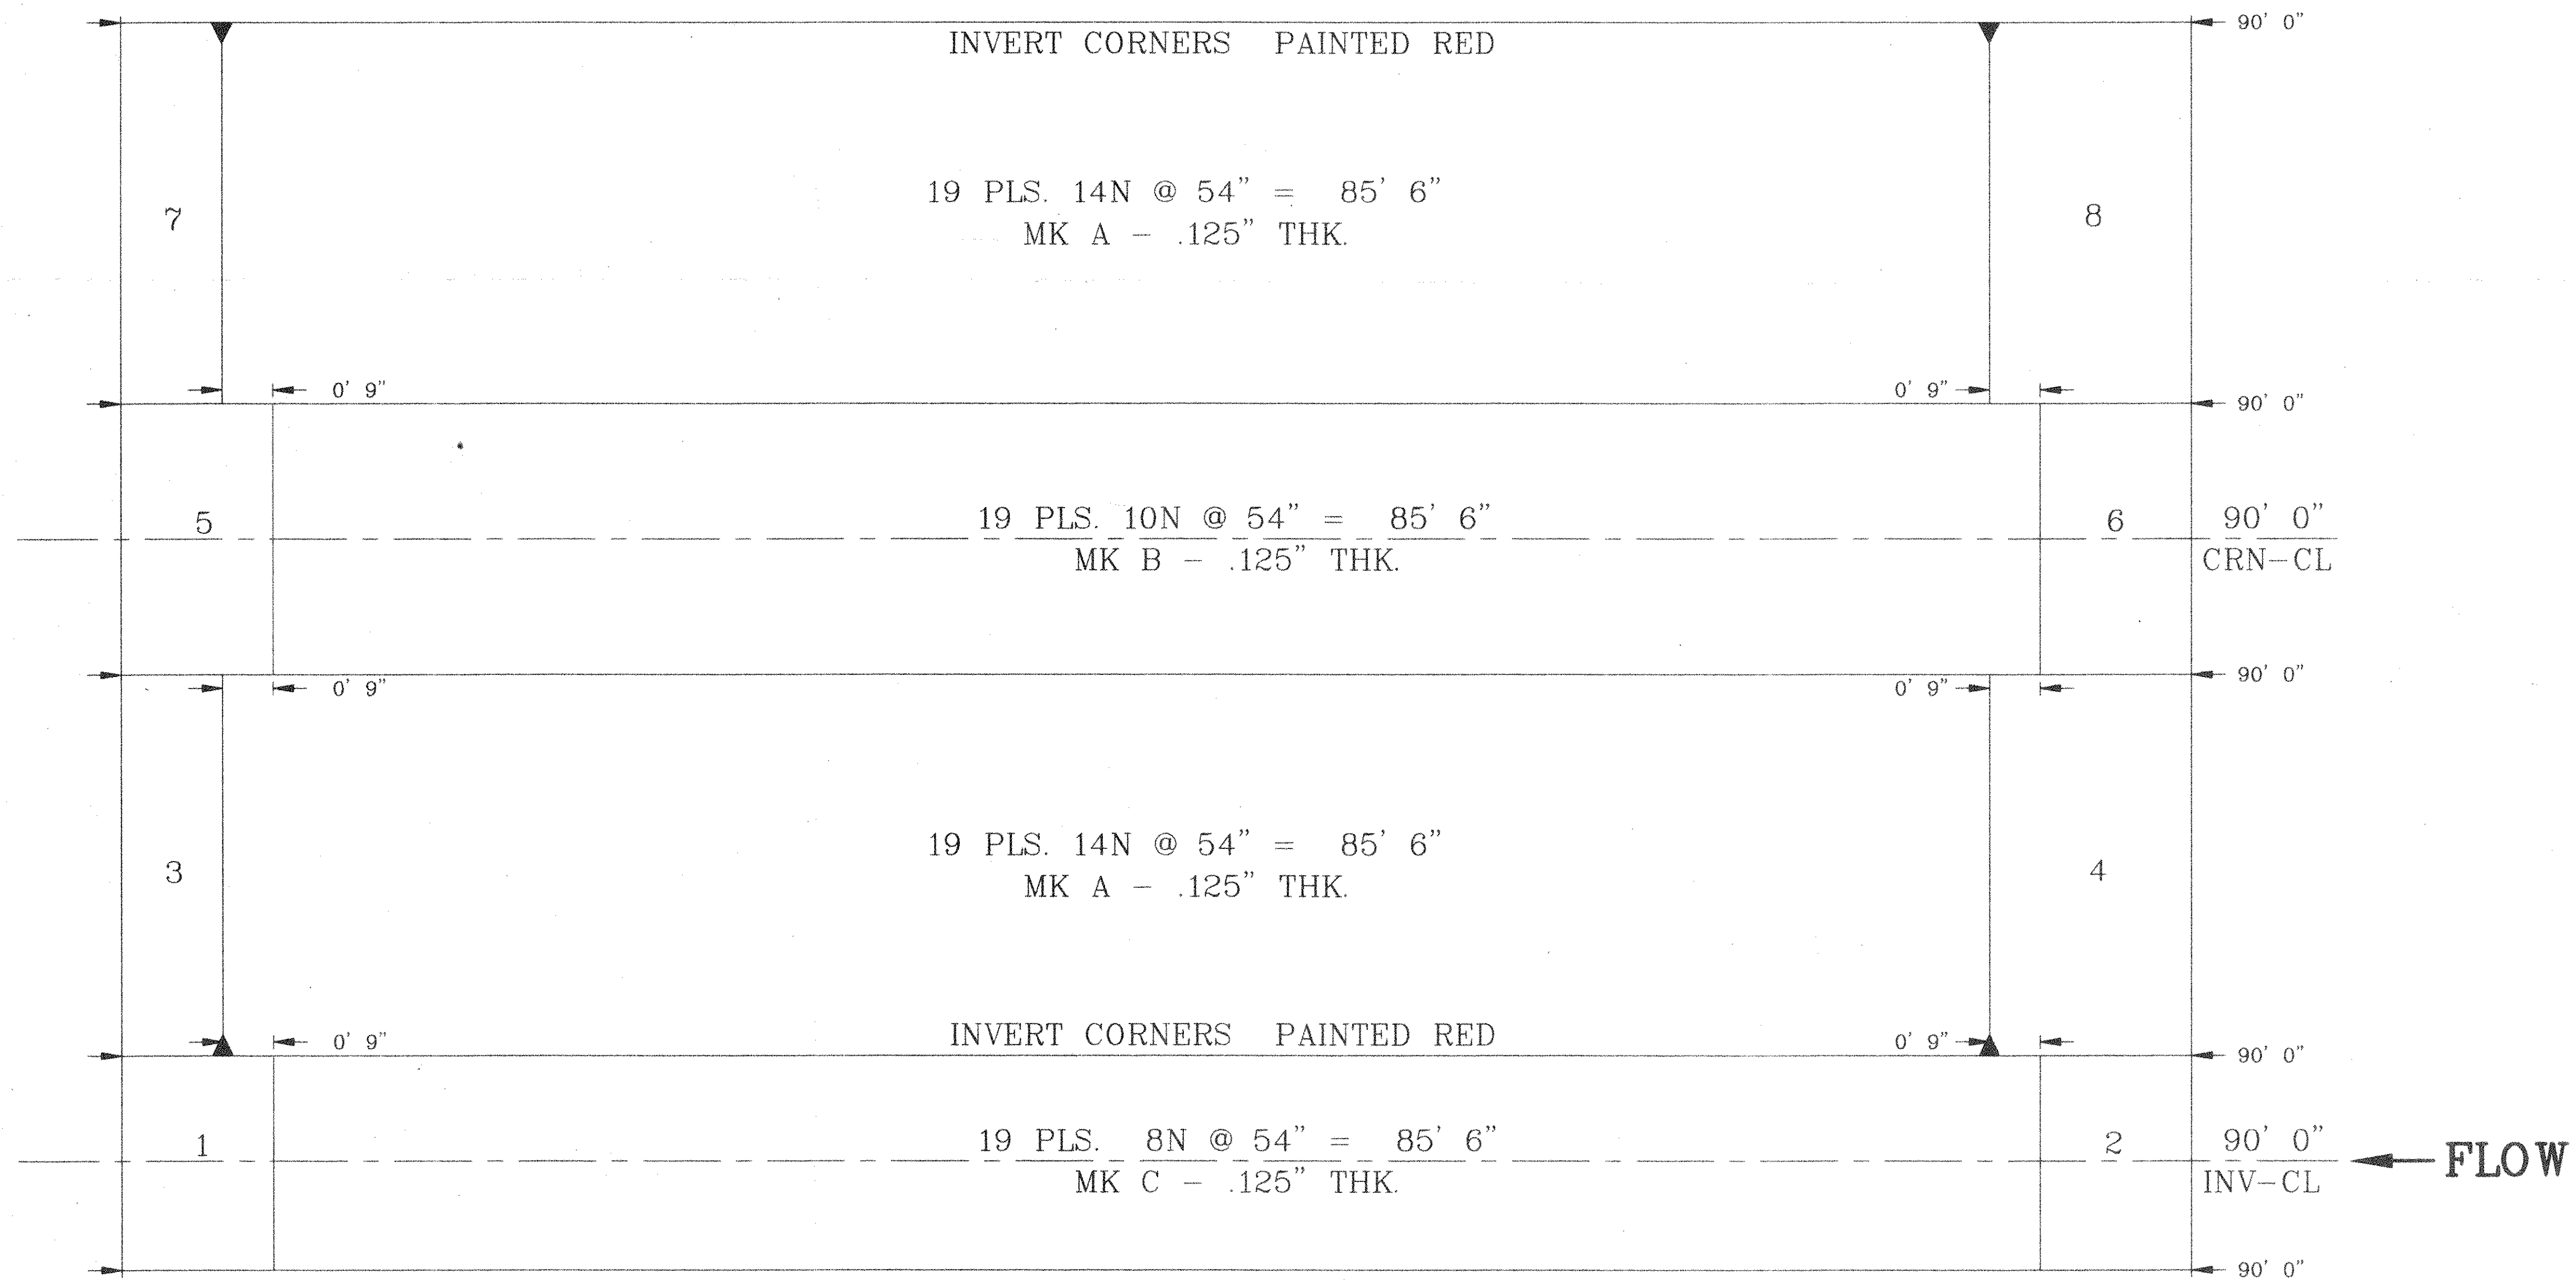 90' 0"
INVERT CORNERS PAINTED RED
19 PLS. 14N @ 54" = 85' 6"
MK A - .125" THK.
7
8
0' 9"
0' 9"
90' 0"
19 PLS. 10N @ 54" = 85' 6"
MK B - .125" THK.
5
6
90' 0"
CRN-CL
90' 0"
0' 9"
0' 9"
19 PLS. 14N @ 54" = 85' 6"
MK A - .125" THK.
3
4
INVERT CORNERS PAINTED RED
0' 9"
0' 9"
90' 0"
19 PLS. 8N @ 54" = 85' 6"
MK C - .125" THK.
1
2
90' 0"
INV-CL
FLOW
90' 0"